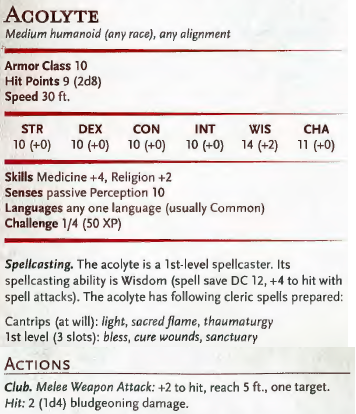 ACOLYTE
Medium humanoid (any race), any alignment
Armor Class 10
Hit Points 9 (2d8)
Speed 30 ft.
STR DEX CON INT WIS CHA
10 (+0) 10 (+0) 10 (+0) 10 (+0) 14 (+2) 11 (+0)
Skills Medicine +4, Religion +2
Senses passive Perception 10
Languages any one language (usually Common)
Challenge 1/4 (50 XP)
Spellcasting. The acolyte is a 1st-level spellcaster. Its
spellcasting ability is Wisdom (spell save DC 12, +4 to hit with
spell attacks). The acolyte has following cleric spells prepared:
Cantrips (at will): light, sacred flame, thaumaturgy
1st level (3 slots): bless, cure wounds, sanctuary
ACTIONS
Club. Melee Weapon Attack: +2 to hit, reach 5 ft., one target.
Hit: 2 (1d4) bludgeoning damage.